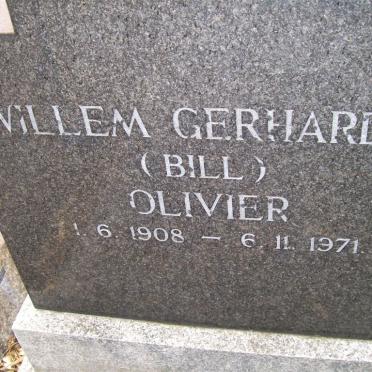 WILLEM GERHARD
(BILL)
OLIVIER
1. 6. 1908 – 6. 11. 1971.